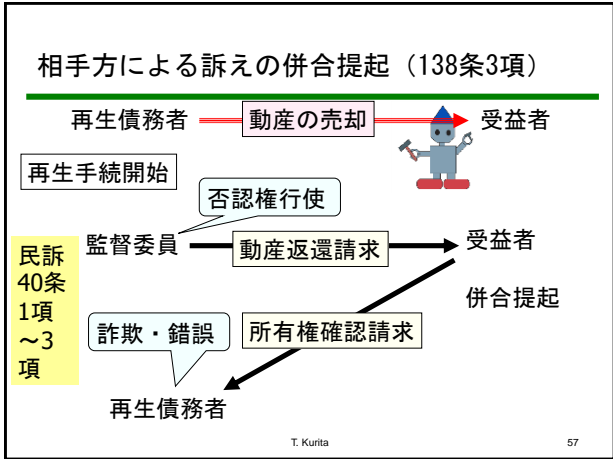 相手方による訴えの併合提起（138条3項）
再生債務者
動産の売却
受益者
再生手続開始
否認権行使
監督委員
動産返還請求
受益者
民訴
40条
1項
～3
項
併合提起
詐欺・錯誤
所有権確認請求
再生債務者
T. Kurita
57